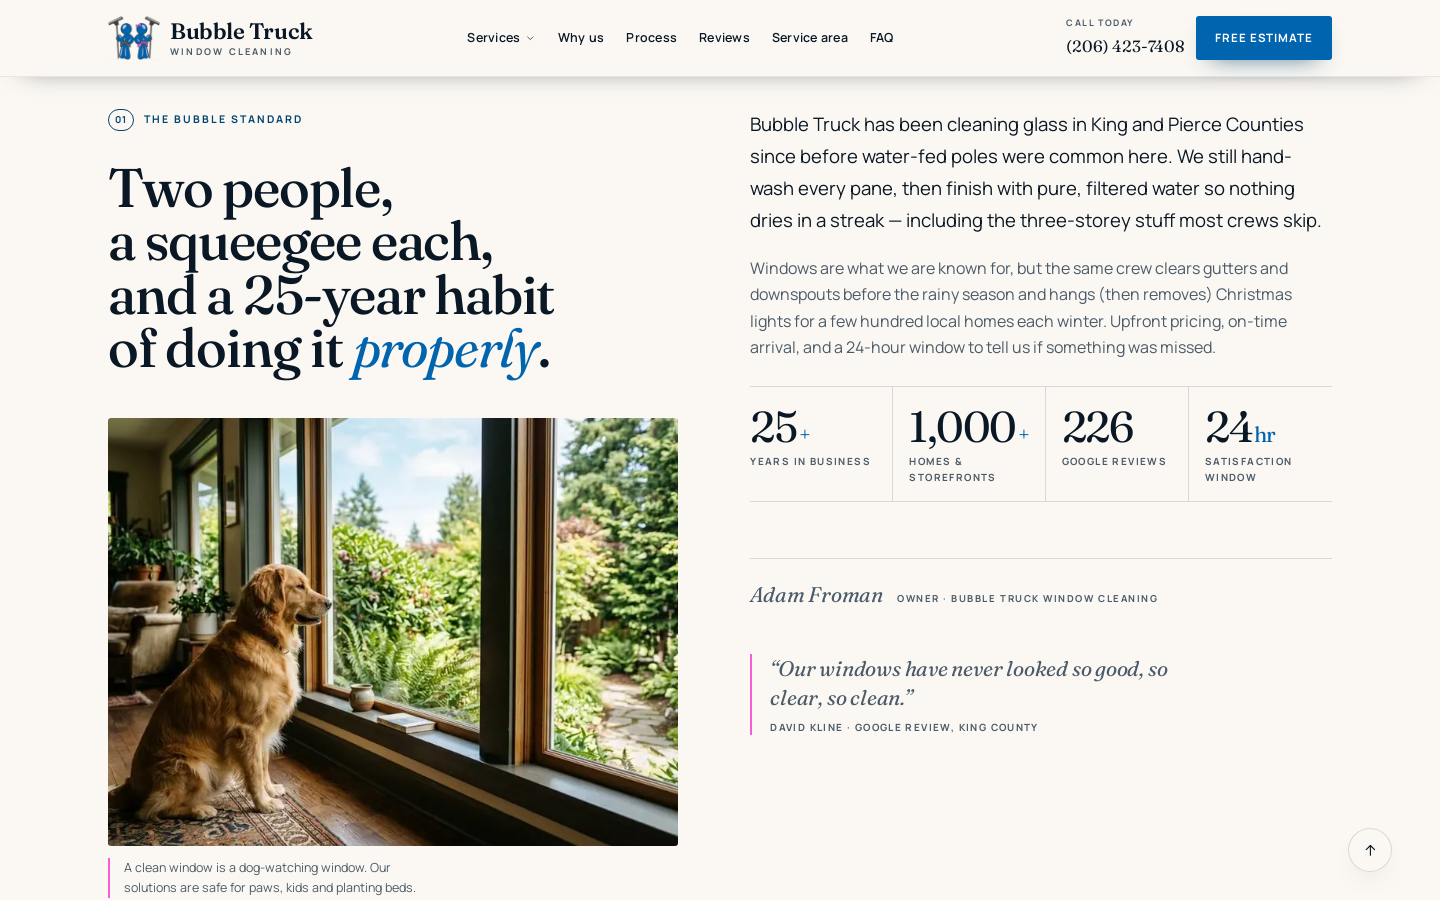 Bubble Truck
WINDOW CLEANING
Services
Why us
Process
Reviews
Service area
FAQ
CALL TODAY
(206) 423-7408
FREE ESTIMATE
01
THE BUBBLE STANDARD
Two people,
a squeegee each,
and a 25-year habit
of doing it properly.
A clean window is a dog-watching window. Our
solutions are safe for paws, kids and planting beds.
Bubble Truck has been cleaning glass in King and Pierce Counties
since before water-fed poles were common here. We still hand-
wash every pane, then finish with pure, filtered water so nothing
dries in a streak — including the three-storey stuff most crews skip.
Windows are what we are known for, but the same crew clears gutters and
downspouts before the rainy season and hangs (then removes) Christmas
lights for a few hundred local homes each winter. Upfront pricing, on-time
arrival, and a 24-hour window to tell us if something was missed.
25+
YEARS IN BUSINESS
1,000+
HOMES &
STOREFRONTS
226
GOOGLE REVIEWS
24hr
SATISFACTION
WINDOW
Adam Froman
OWNER · BUBBLE TRUCK WINDOW CLEANING
“Our windows have never looked so good, so
clear, so clean.”
DAVID KLINE · GOOGLE REVIEW, KING COUNTY